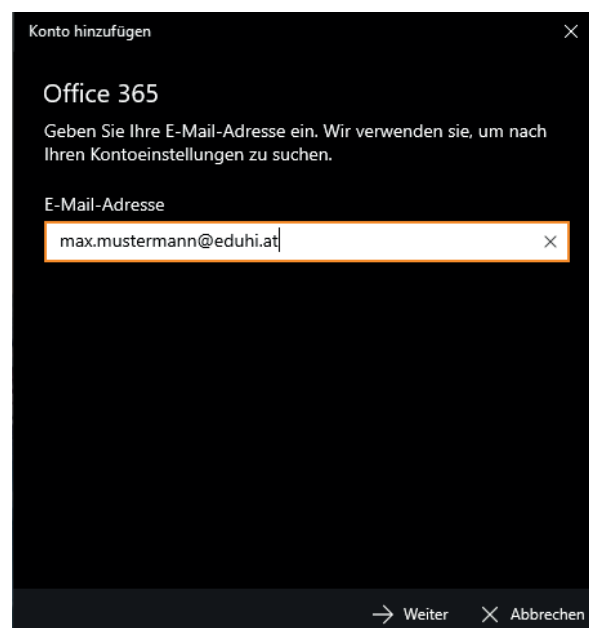 Konto hinzufügen
Office 365
Geben Sie Ihre E-Mail-Adresse ein. Wir verwenden sie, um nach
Ihren Kontoeinstellungen zu suchen.
E-Mail-Adresse
max.mustermann@eduhi.at
Weiter Abbrechen